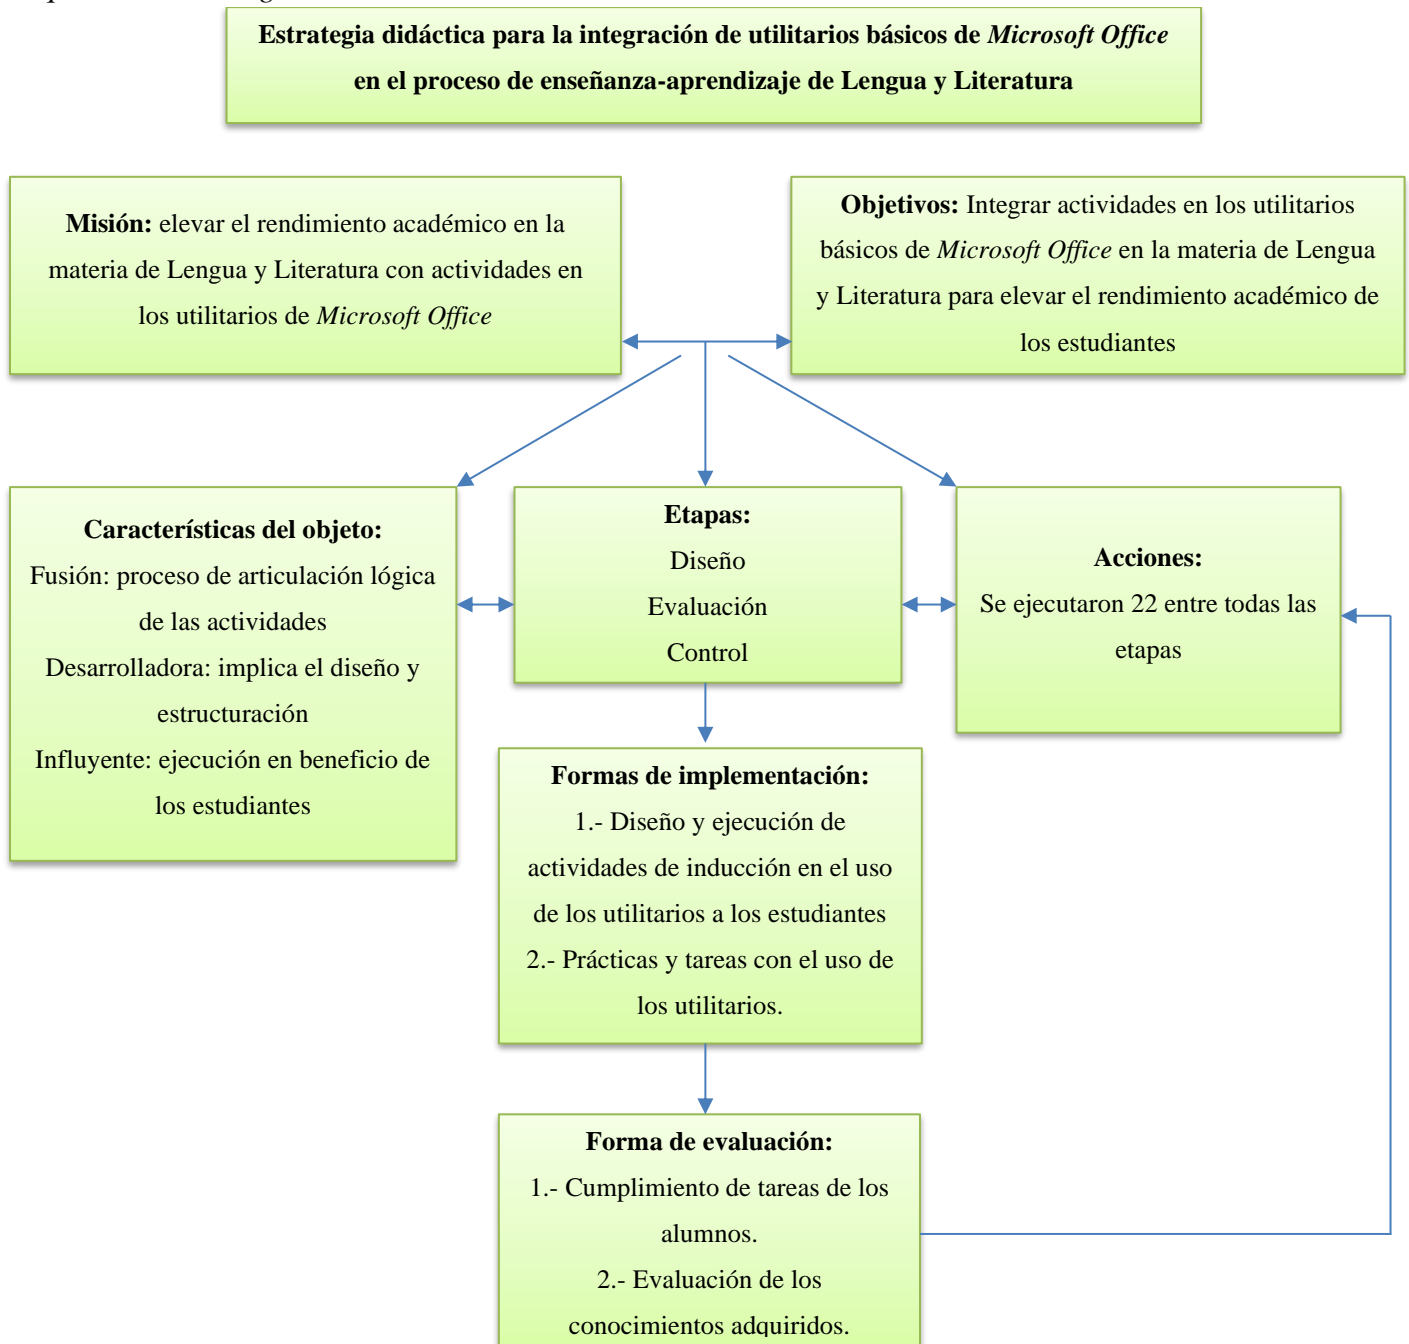 Estrategia didáctica para la integración de utilitarios básicos de Microsoft Office
en el proceso de enseñanza-aprendizaje de Lengua y Literatura
Misión: elevar el rendimiento académico en la
materia de Lengua y Literatura con actividades en
los utilitarios de Microsoft Office
Objetivos: Integrar actividades en los utilitarios
básicos de Microsoft Office en la materia de Lengua
y Literatura para elevar el rendimiento académico de
los estudiantes
Características del objeto:
Fusión: proceso de articulación lógica
de las actividades
Desarrolladora: implica el diseño y
estructuración
Influyente: ejecución en beneficio de
los estudiantes
Etapas:
Diseño
Evaluación
Control
Acciones:
Se ejecutaron 22 entre todas las
etapas
Formas de implementación:
1.- Diseño y ejecución de
actividades de inducción en el uso
de los utilitarios a los estudiantes
2.- Prácticas y tareas con el uso de
los utilitarios.
Forma de evaluación:
1.- Cumplimiento de tareas de los
alumnos.
2.- Evaluación de los
conocimientos adquiridos.